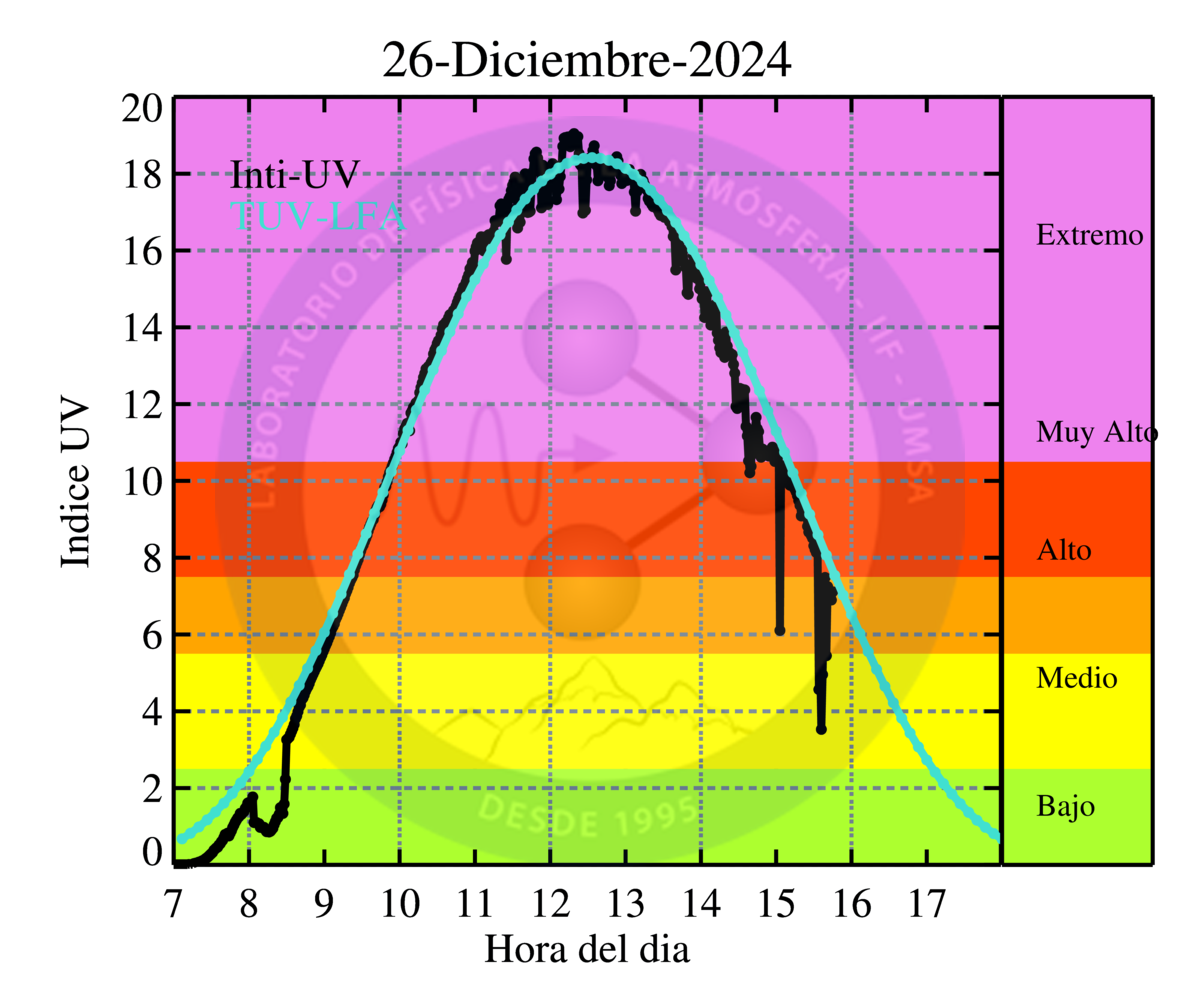 26-Diciembre-2024
20
18
16
14
12
10
8
6
4
2
0
Indice UV
Inti-UV
TUV-LFA
LABORATORIO DE FÍSICA DE LA ATMÓSFERA - IIF - UMSA
DESDE 1995
Extremo
Muy Alto
Alto
Medio
Bajo
7 8 9 10 11 12 13 14 15 16 17
Hora del dia